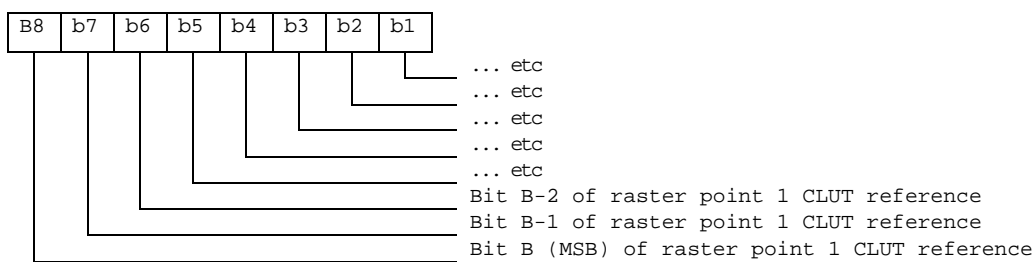 B8 b7 b6 b5 b4 b3 b2 b1
... etc
... etc
... etc
... etc
... etc
Bit B-2 of raster point 1 CLUT reference
Bit B-1 of raster point 1 CLUT reference
Bit B (MSB) of raster point 1 CLUT reference